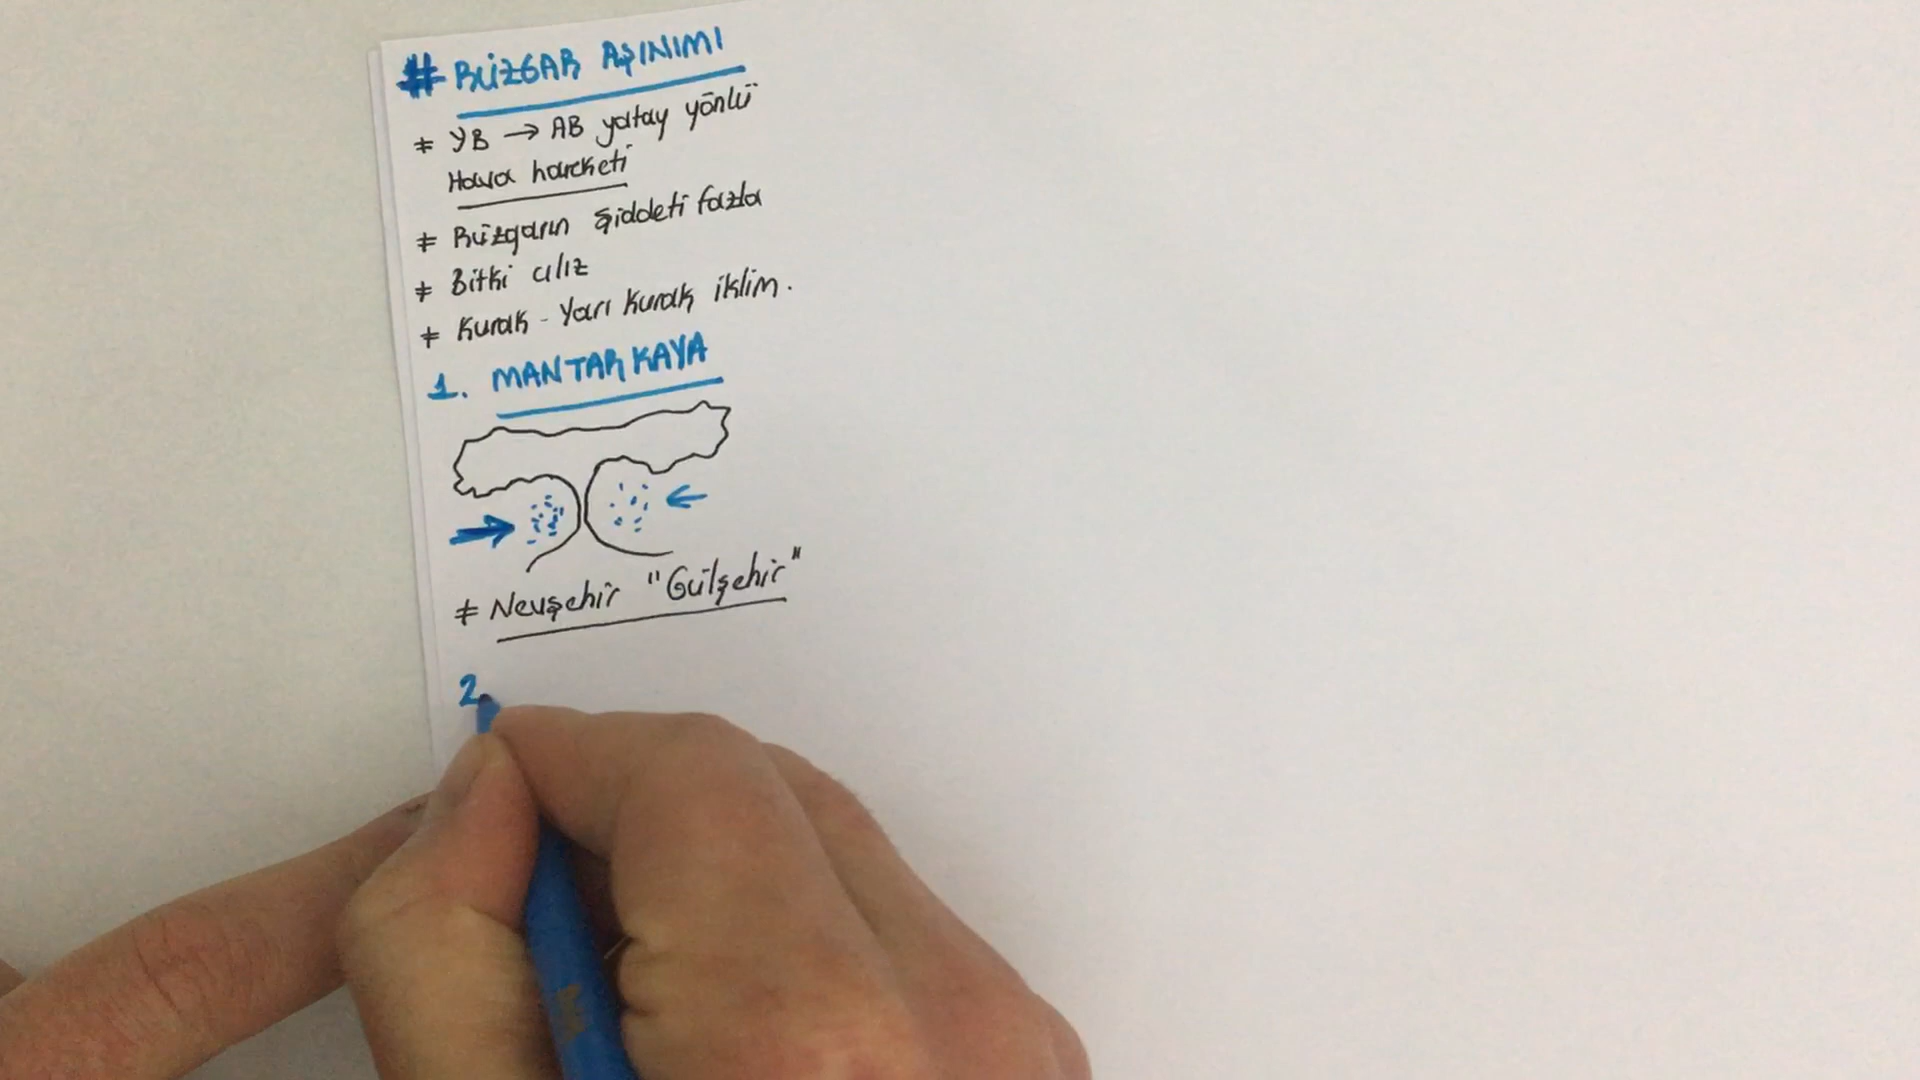 # RÜZGAR AŞINIMI
* YB → AB yatay yönlü
Hava hareketi
* Rüzgarın şiddeti fazla
* Bitki cılız
* Kurak - Yarı kurak iklim.
1. MANTAR KAYA
* Nevşehir "Gülşehir"
2.